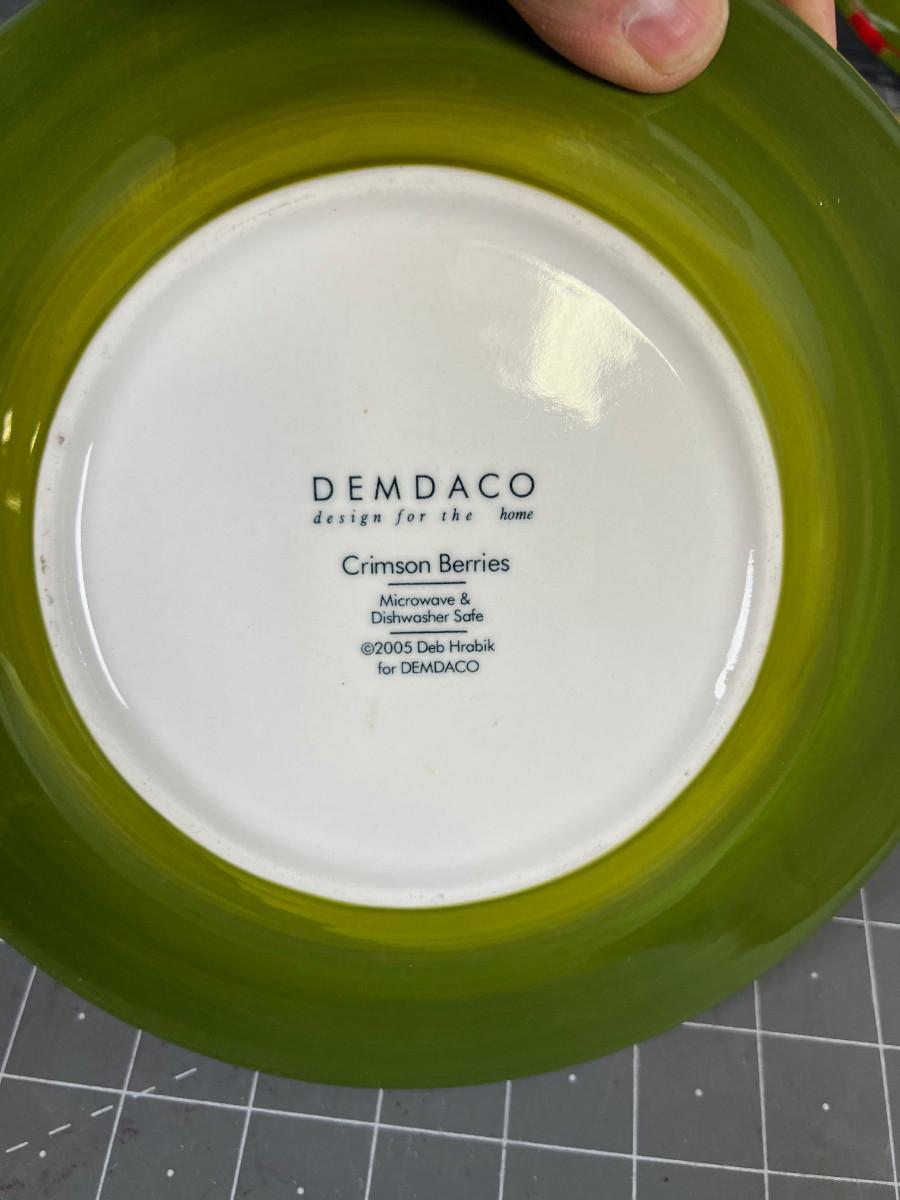 DEMDACO
design for the home
Crimson Berries
Microwave &
Dishwasher Safe
©2005 Deb Hrabik
for DEMDACO